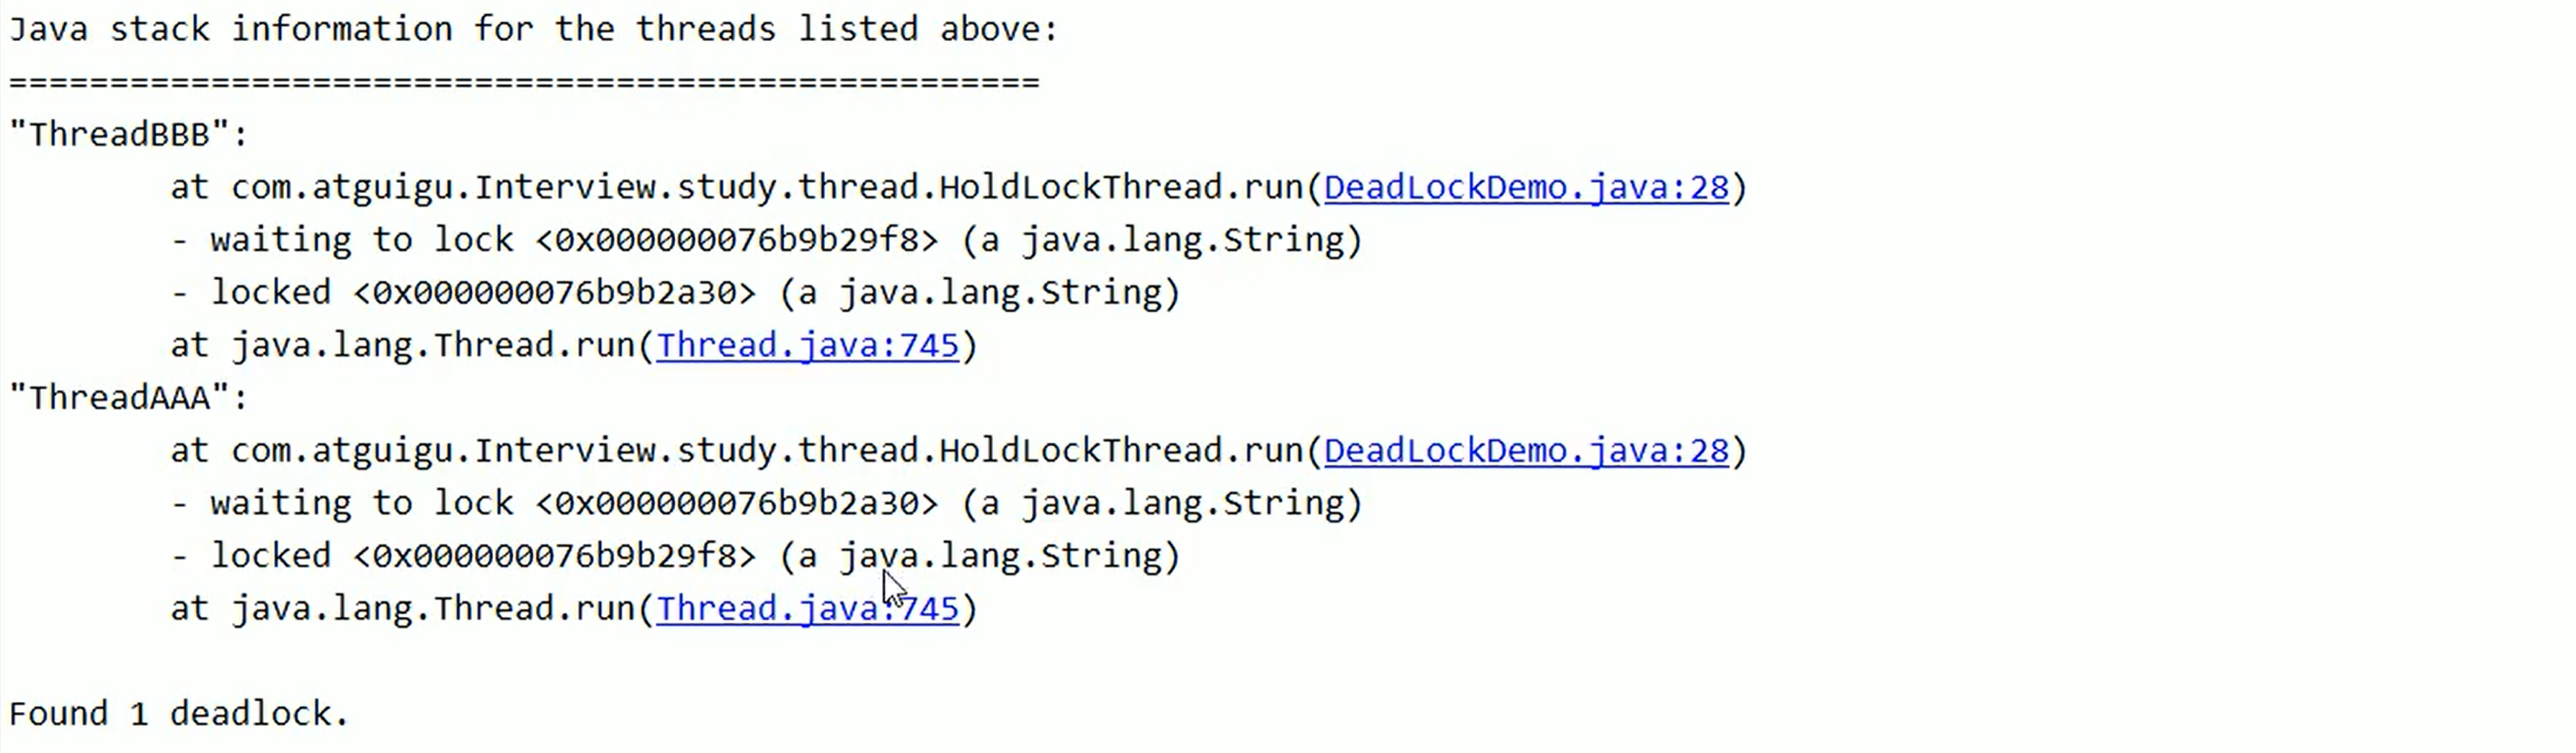 Java stack information for the threads listed above:
===================================================
"ThreadBBB":
        at com.atguigu.Interview.study.thread.HoldLockThread.run(DeadLockDemo.java:28)
        - waiting to lock <0x000000076b9b29f8> (a java.lang.String)
        - locked <0x000000076b9b2a30> (a java.lang.String)
        at java.lang.Thread.run(Thread.java:745)
"ThreadAAA":
        at com.atguigu.Interview.study.thread.HoldLockThread.run(DeadLockDemo.java:28)
        - waiting to lock <0x000000076b9b2a30> (a java.lang.String)
        - locked <0x000000076b9b29f8> (a java.lang.String)
        at java.lang.Thread.run(Thread.java:745)

Found 1 deadlock.